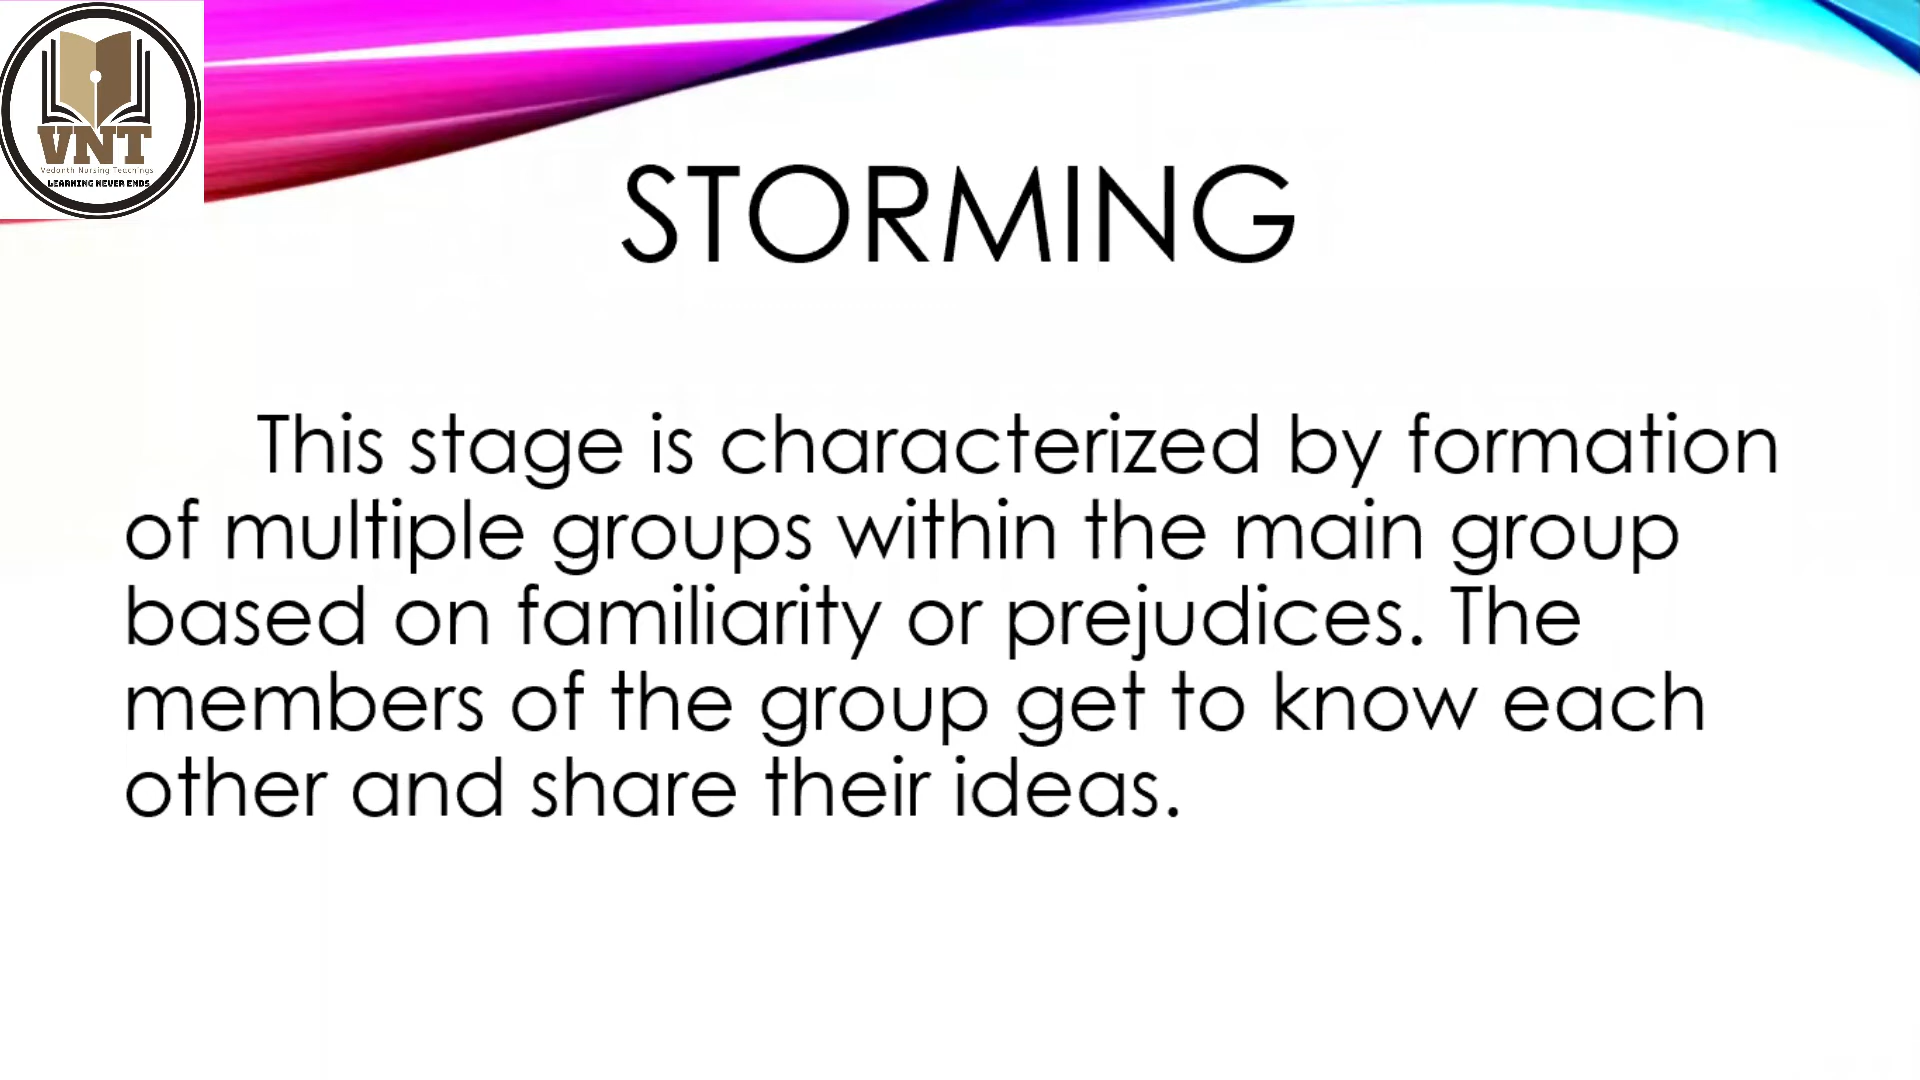 VNT
Vedanth Nursing Teachings
LEARNING NEVER ENDS
STORMING
This stage is characterized by formation
of multiple groups within the main group
based on familiarity or prejudices. The
members of the group get to know each
other and share their ideas.